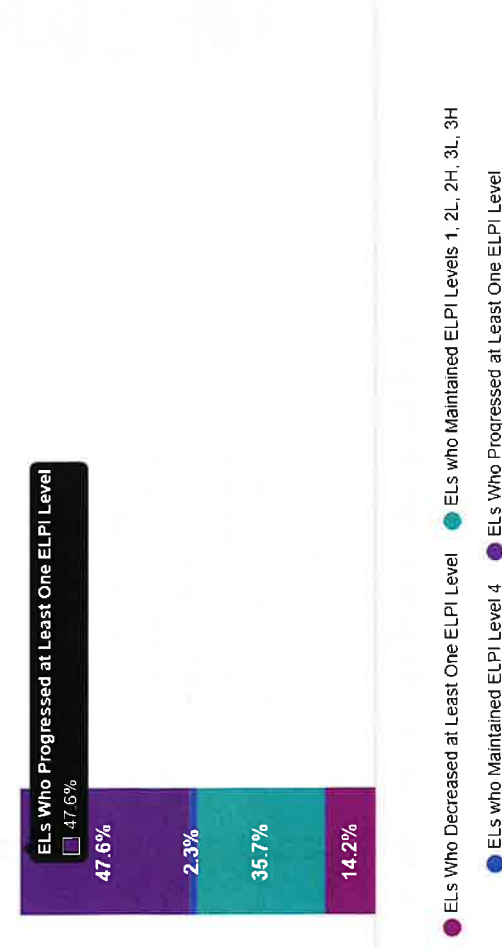 ELs Who Progressed at Least One ELPI Level
47.6%
47.6%
2.3%
35.7%
14.2%
ELs Who Decreased at Least One ELPI Level
ELs who Maintained ELPI Levels 1, 2L, 2H, 3L, 3H
ELs who Maintained ELPI Level 4
ELs Who Progressed at Least One ELPI Level